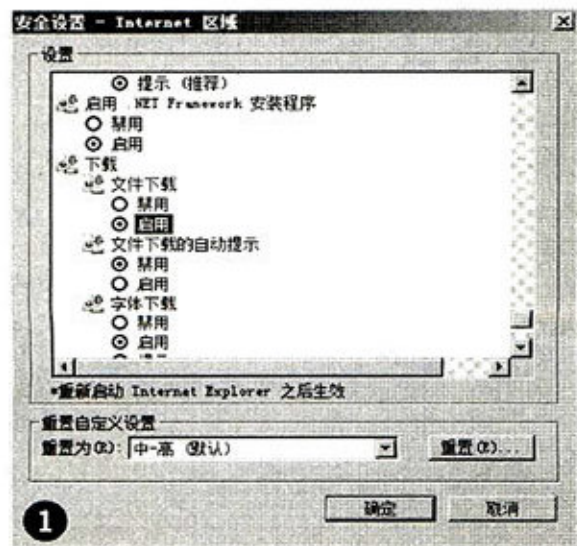 安全设置 - Internet 区域
设置
提示 (推荐)
启用 .NET Framework 安装程序
禁用
启用
下载
文件下载
禁用
启用
文件下载的自动提示
禁用
启用
字体下载
禁用
启用
*重新启动 Internet Explorer 之后生效
重置自定义设置
重置为(R): 中-高 (默认) 重置(E)...
确定 取消
1